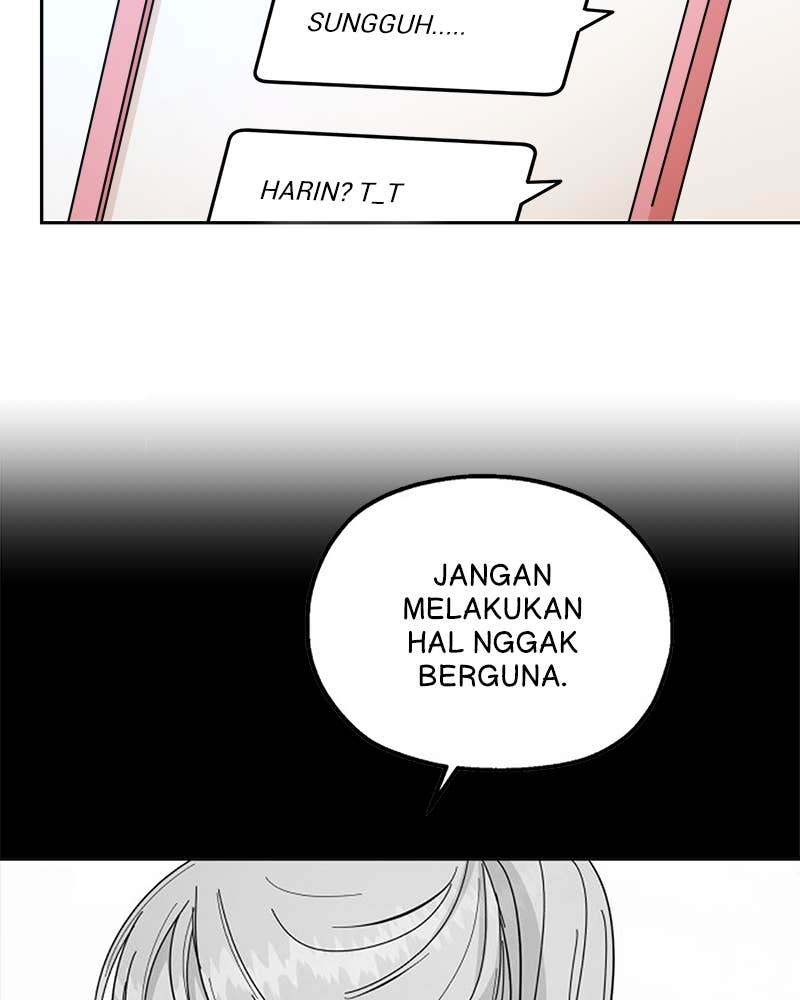 SUNGGUH.....
HARIN? T_T
JANGAN
MELAKUKAN
HAL NGGAK
BERGUNA.